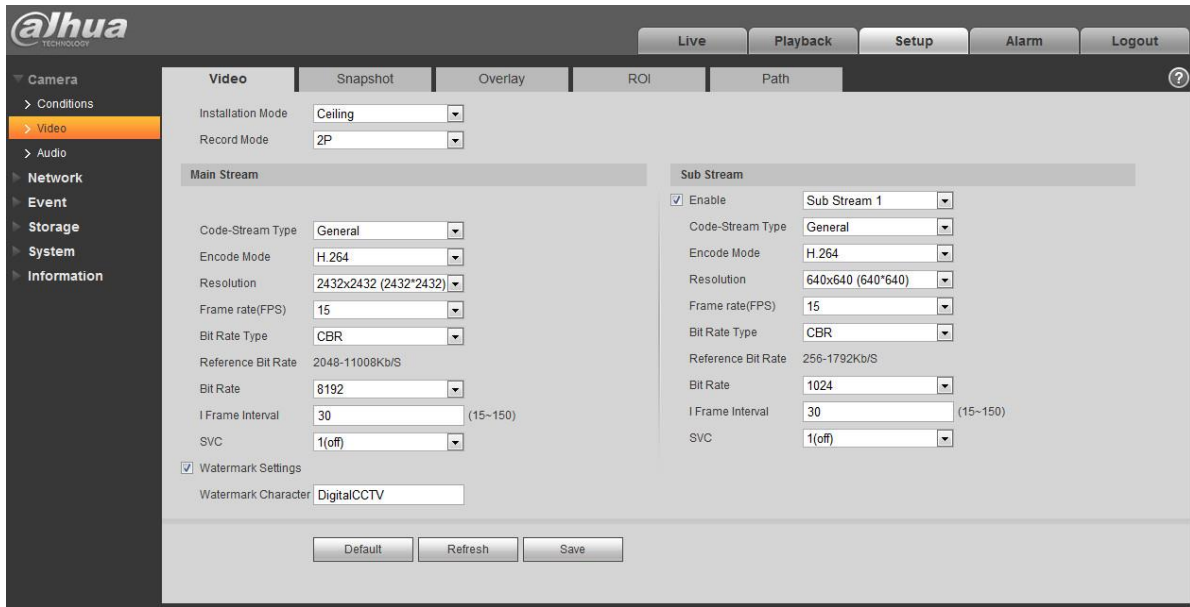 alhua
TECHNOLOGY
Live Playback Setup Alarm Logout
Camera
Conditions
Video
Audio
Network
Event
Storage
System
Information
Video Snapshot Overlay ROI Path ?
Installation Mode Ceiling
Record Mode 2P
Main Stream
Code-Stream Type General
Encode Mode H.264
Resolution 2432x2432 (2432*2432)
Frame rate(FPS) 15
Bit Rate Type CBR
Reference Bit Rate 2048-11008Kb/S
Bit Rate 8192
I Frame Interval 30 (15~150)
SVC 1(off)
Watermark Settings
Watermark Character DigitalCCTV
Sub Stream
Enable Sub Stream 1
Code-Stream Type General
Encode Mode H.264
Resolution 640x640 (640*640)
Frame rate(FPS) 15
Bit Rate Type CBR
Reference Bit Rate 256-1792Kb/S
Bit Rate 1024
I Frame Interval 30 (15~150)
SVC 1(off)
Default Refresh Save